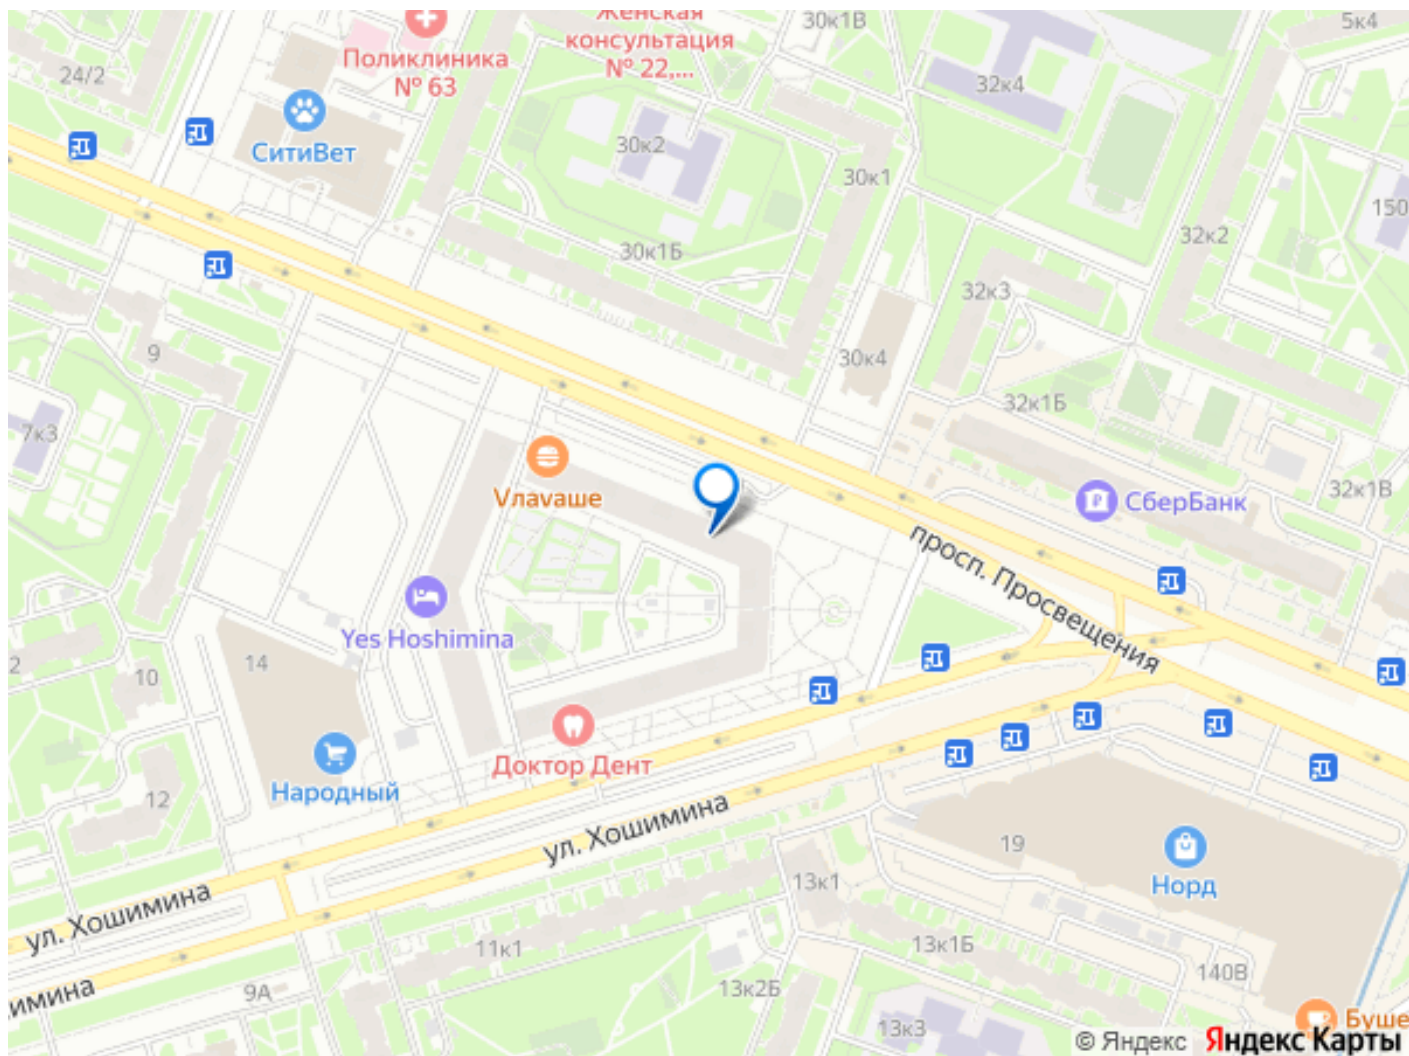 Женская
консультация
№ 22,...
30к1В
5к4
Поликлиника
№ 63
24/2
32к4
СитиВет
30к2
30к1
150
32к2
30к1Б
32к3
9
30к4
32к1Б
7к3
Vлаvаше
СберБанк
32к1В
просп. Просвещения
Yes Hoshimina
14
2
10
Доктор Дент
Народный
12
ул. Хошимина
19
Норд
13к1
ул. Хошимина
11к1
13к1Б
140В
имина
9А
13к2Б
13к3
Буше
© Яндекс Яндекс Карты